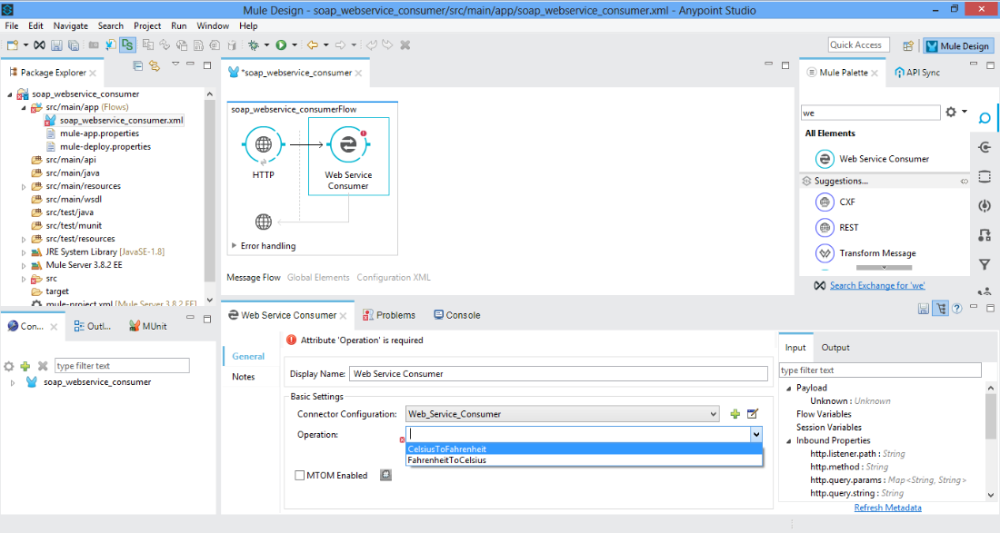 Mule Design - soap_webservice_consumer/src/main/app/soap_webservice_consumer.xml - Anypoint Studio
File Edit Navigate Search Project Run Window Help
Quick Access
Mule Design
Package Explorer
soap_webservice_consumer
src/main/app (Flows)
soap_webservice_consumer.xml
mule-app.properties
mule-deploy.properties
src/main/api
src/main/java
src/main/resources
src/main/wsdl
src/test/java
src/test/munit
src/test/resources
JRE System Library [JavaSE-1.8]
Mule Server 3.8.2 EE
src
target
mule-project.xml [Mule Server 3.8.2 EE]
*soap_webservice_consumer
soap_webservice_consumerFlow
HTTP
Web Service
Consumer
Error handling
Message Flow Global Elements Configuration XML
Mule Palette
API Sync
we
All Elements
Web Service Consumer
Suggestions...
CXF
REST
Transform Message
Search Exchange for 'we'
Con...
Outl...
MUnit
type filter text
soap_webservice_consumer
Web Service Consumer
Problems
Console
General
Notes
Attribute 'Operation' is required
Display Name: Web Service Consumer
Basic Settings
Connector Configuration: Web_Service_Consumer
Operation:
CelsiusToFahrenheit
FahrenheitToCelsius
MTOM Enabled
Input Output
type filter text
Payload
Unknown : Unknown
Flow Variables
Session Variables
Inbound Properties
http.listener.path : String
http.method : String
http.query.params : Map<String, String>
http.query.string : String
Refresh Metadata